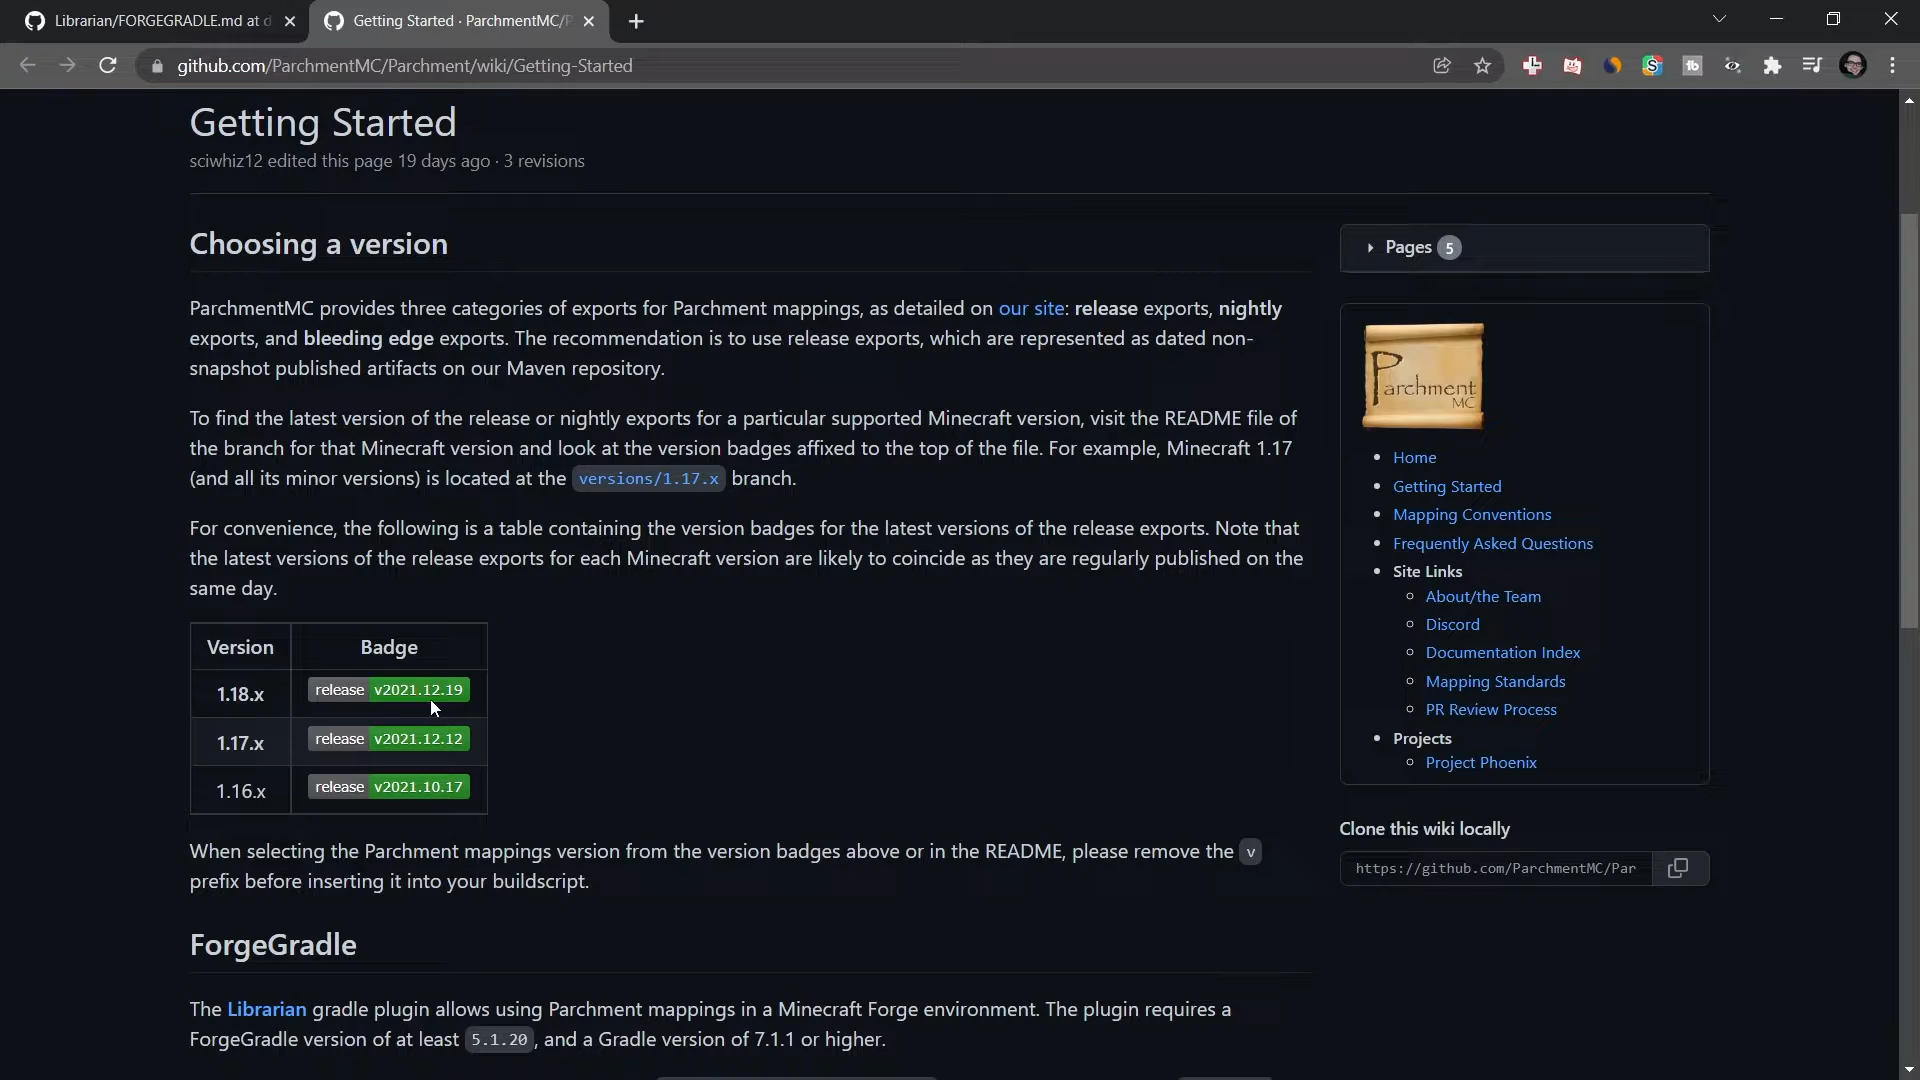 Librarian/FORGEGRADLE.md at d
Getting Started · ParchmentMC/P
github.com/ParchmentMC/Parchment/wiki/Getting-Started
Getting Started
sciwhiz12 edited this page 19 days ago · 3 revisions
Choosing a version
ParchmentMC provides three categories of exports for Parchment mappings, as detailed on our site: release exports, nightly
exports, and bleeding edge exports. The recommendation is to use release exports, which are represented as dated non-
snapshot published artifacts on our Maven repository.
To find the latest version of the release or nightly exports for a particular supported Minecraft version, visit the README file of
the branch for that Minecraft version and look at the version badges affixed to the top of the file. For example, Minecraft 1.17
(and all its minor versions) is located at the versions/1.17.x branch.
For convenience, the following is a table containing the version badges for the latest versions of the release exports. Note that
the latest versions of the release exports for each Minecraft version are likely to coincide as they are regularly published on the
same day.
Version Badge
1.18.x release v2021.12.19
1.17.x release v2021.12.12
1.16.x release v2021.10.17
When selecting the Parchment mappings version from the version badges above or in the README, please remove the v
prefix before inserting it into your buildscript.
ForgeGradle
The Librarian gradle plugin allows using Parchment mappings in a Minecraft Forge environment. The plugin requires a
ForgeGradle version of at least 5.1.20, and a Gradle version of 7.1.1 or higher.
Pages 5
Parchment
MC
Home
Getting Started
Mapping Conventions
Frequently Asked Questions
Site Links
About/the Team
Discord
Documentation Index
Mapping Standards
PR Review Process
Projects
Project Phoenix
Clone this wiki locally
https://github.com/ParchmentMC/Par